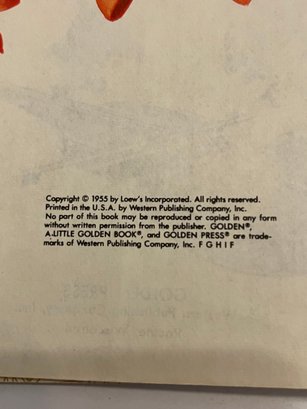 Copyright © 1955 by Loew's Incorporated. All rights reserved.
Printed in the U.S.A. by Western Publishing Company, Inc.
No part of this book may be reproduced or copied in any form
without written permission from the publisher. GOLDEN®,
A LITTLE GOLDEN BOOK®, and GOLDEN PRESS® are trade-
marks of Western Publishing Company, Inc. F G H I F